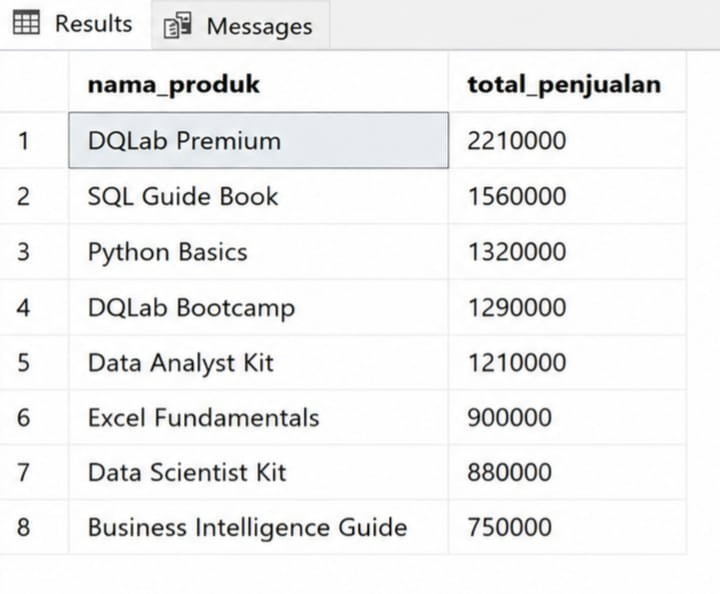 Results Messages
nama_produk total_penjualan
1 DQLab Premium 2210000
2 SQL Guide Book 1560000
3 Python Basics 1320000
4 DQLab Bootcamp 1290000
5 Data Analyst Kit 1210000
6 Excel Fundamentals 900000
7 Data Scientist Kit 880000
8 Business Intelligence Guide 750000